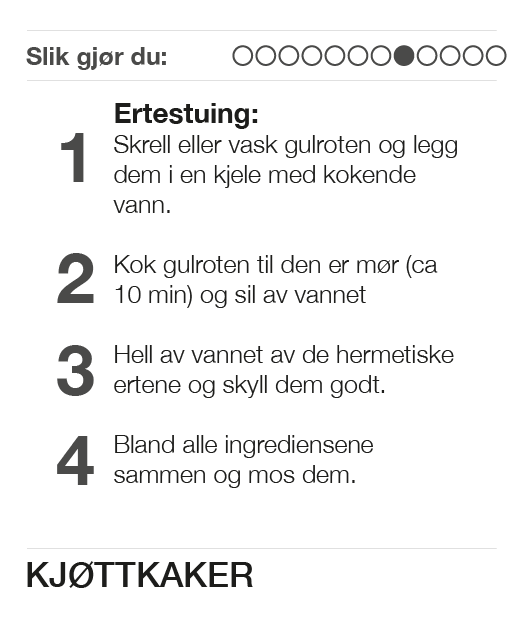 Slik gjør du:
Ertestuing:
1 Skrell eller vask gulroten og legg
dem i en kjele med kokende
vann.
2 Kok gulroten til den er mør (ca
10 min) og sil av vannet
3 Hell av vannet av de hermetiske
ertene og skyll dem godt.
4 Bland alle ingrediensene
sammen og mos dem.
KJØTTKAKER